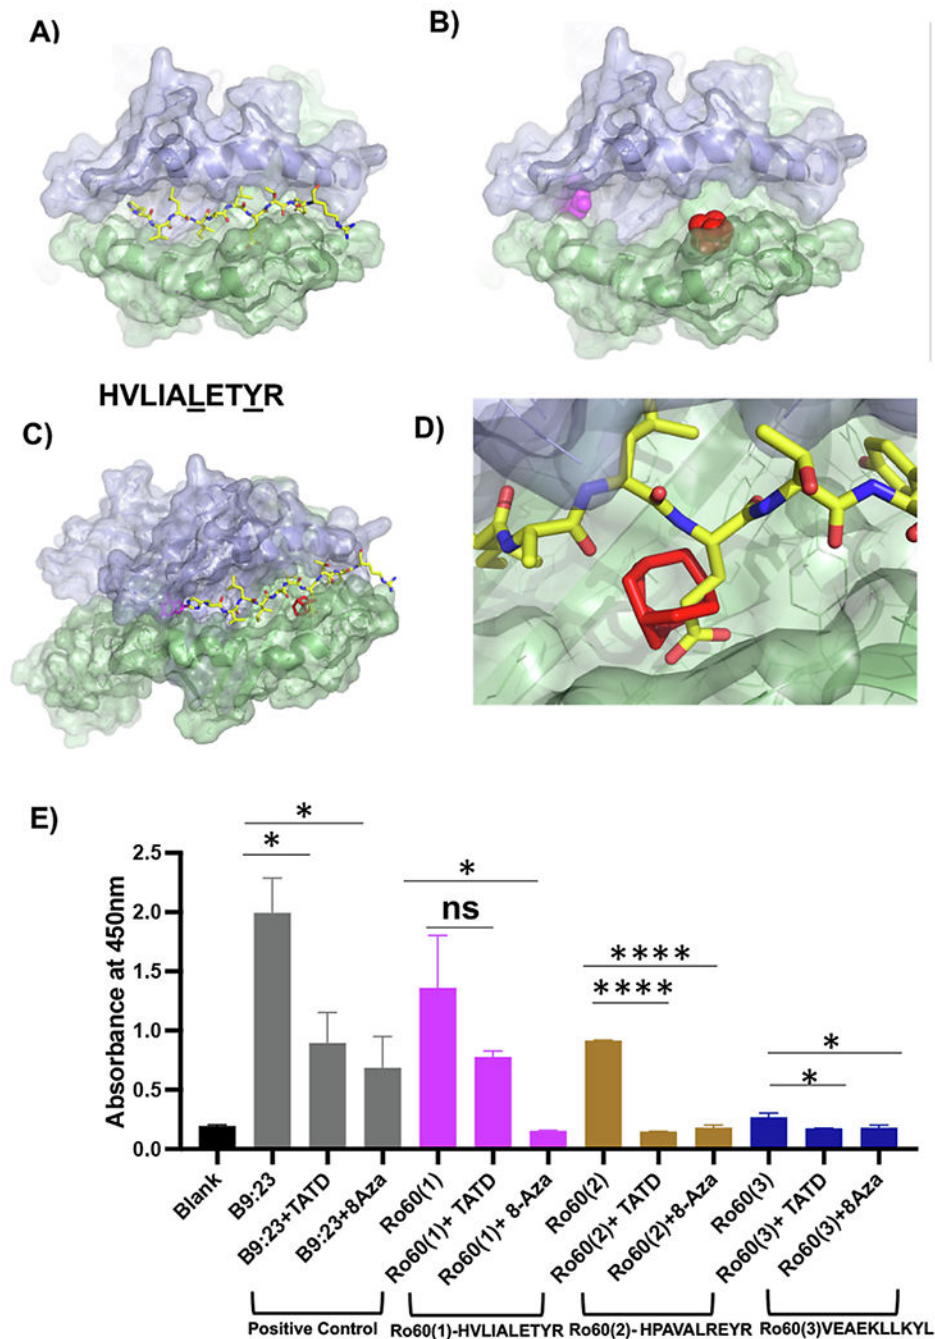 A)
B)
HVLIALETYR
C)
D)
E)
*
*
*
ns
****
****
*
*
Absorbance at 450nm
2.5
2.0
1.5
1.0
0.5
0.0
Blank
B9:23
B9:23+TATD
B9:23+8Aza
Ro60(1)
Ro60(1)+ TATD
Ro60(1)+ 8-Aza
Ro60(2)
Ro60(2)+ TATD
Ro60(2)+8-Aza
Ro60(3)
Ro60(3)+ TATD
Ro60(3)+8Aza
Positive Control
Ro60(1)-HVLIALETYR
Ro60(2)- HPAVALREYR
Ro60(3)VEAEKLLKYL